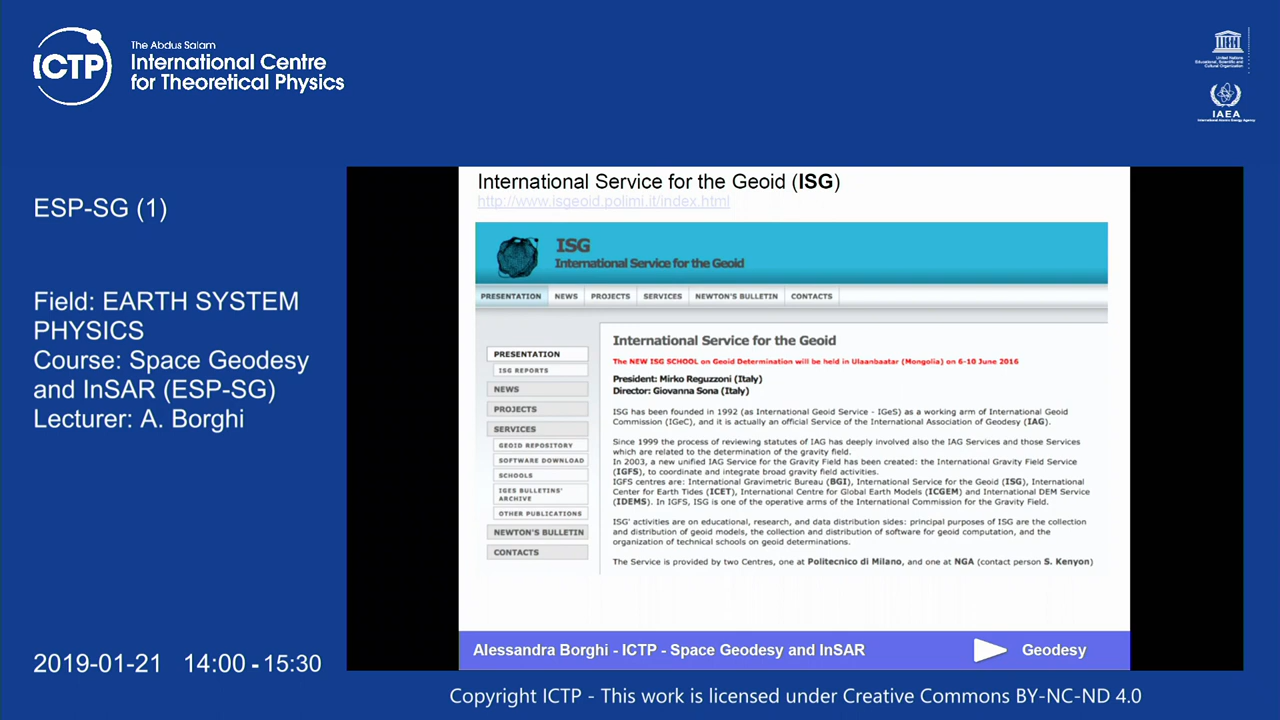 The Abdus Salam
ICTP
International Centre
for Theoretical Physics
United Nations
Educational, Scientific and
Cultural Organization
IAEA
International Atomic Energy Agency
ESP-SG (1)
Field: EARTH SYSTEM
PHYSICS
Course: Space Geodesy
and InSAR (ESP-SG)
Lecturer: A. Borghi
2019-01-21 14:00 - 15:30
International Service for the Geoid (ISG)
http://www.isgeoid.polimi.it/index.html
ISG
International Service for the Geoid
PRESENTATION NEWS PROJECTS SERVICES NEWTON'S BULLETIN CONTACTS
PRESENTATION
ISG REPORTS
NEWS
PROJECTS
SERVICES
GEOID REPOSITORY
SOFTWARE DOWNLOAD
SCHOOLS
IGES BULLETINS'
ARCHIVE
OTHER PUBLICATIONS
NEWTON'S BULLETIN
CONTACTS
International Service for the Geoid
The NEW ISG SCHOOL on Geoid Determination will be held in Ulaanbaatar (Mongolia) on 6-10 June 2016
President: Mirko Reguzzoni (Italy)
Director: Giovanna Sona (Italy)
ISG has been founded in 1992 (as International Geoid Service - IGeS) as a working arm of International Geoid
Commission (IGeC), and it is actually an official Service of the International Association of Geodesy (IAG).
Since 1999 the process of reviewing statutes of IAG has deeply involved also the IAG Services and those Services
which are related to the determination of the gravity field.
In 2003, a new unified IAG Service for the Gravity Field has been created: the International Gravity Field Service
(IGFS), to coordinate and integrate broad gravity field activities.
IGFS centres are: International Gravimetric Bureau (BGI), International Service for the Geoid (ISG), International
Center for Earth Tides (ICET), International Centre for Global Earth Models (ICGEM) and International DEM Service
(IDEMS). In IGFS, ISG is one of the operative arms of the International Commission for the Gravity Field.
ISG' activities are on educational, research, and data distribution sides: principal purposes of ISG are the collection
and distribution of geoid models, the collection and distribution of software for geoid computation, and the
organization of technical schools on geoid determinations.
The Service is provided by two Centres, one at Politecnico di Milano, and one at NGA (contact person S. Kenyon)
Alessandra Borghi - ICTP - Space Geodesy and InSAR Geodesy
Copyright ICTP - This work is licensed under Creative Commons BY-NC-ND 4.0